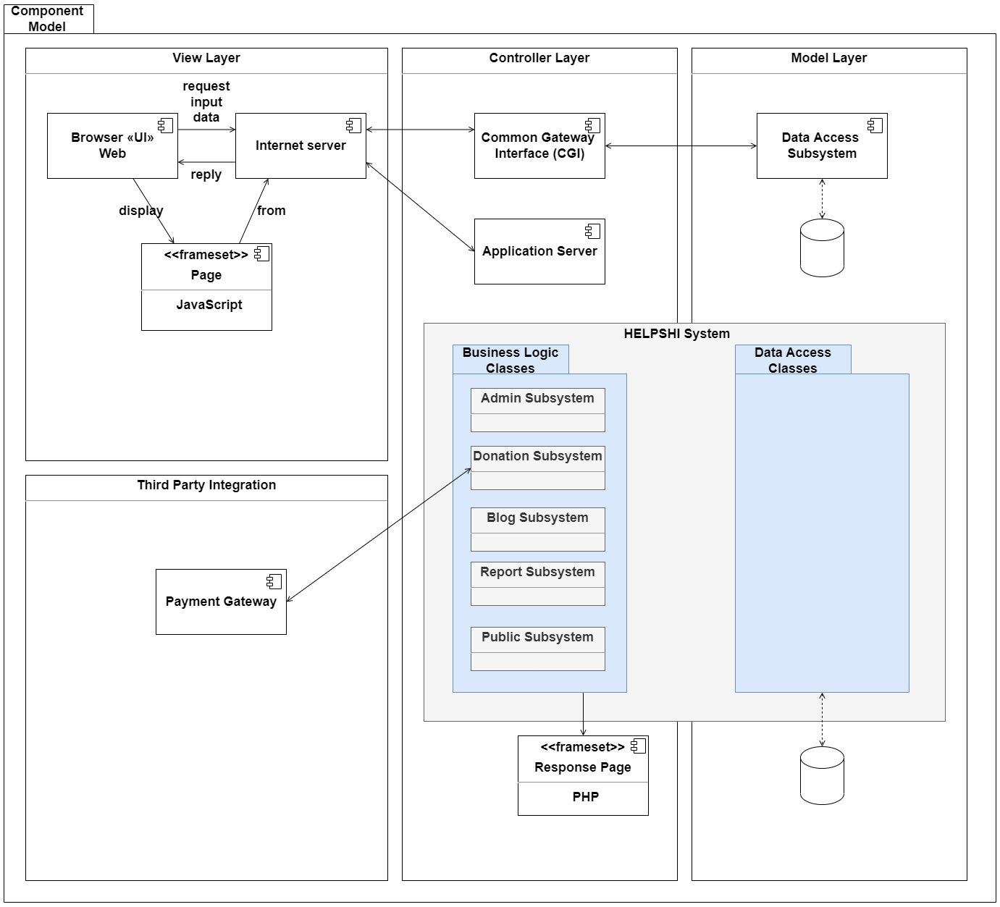 Component
Model
View Layer
request
input
data
Browser «UI»
Web
Internet server
reply
display
from
<<frameset>>
Page
JavaScript
Third Party Integration
Payment Gateway
Controller Layer
Common Gateway
Interface (CGI)
Application Server
Model Layer
Data Access
Subsystem
HELPSHI System
Business Logic
Classes
Admin Subsystem
Donation Subsystem
Blog Subsystem
Report Subsystem
Public Subsystem
Data Access
Classes
<<frameset>>
Response Page
PHP